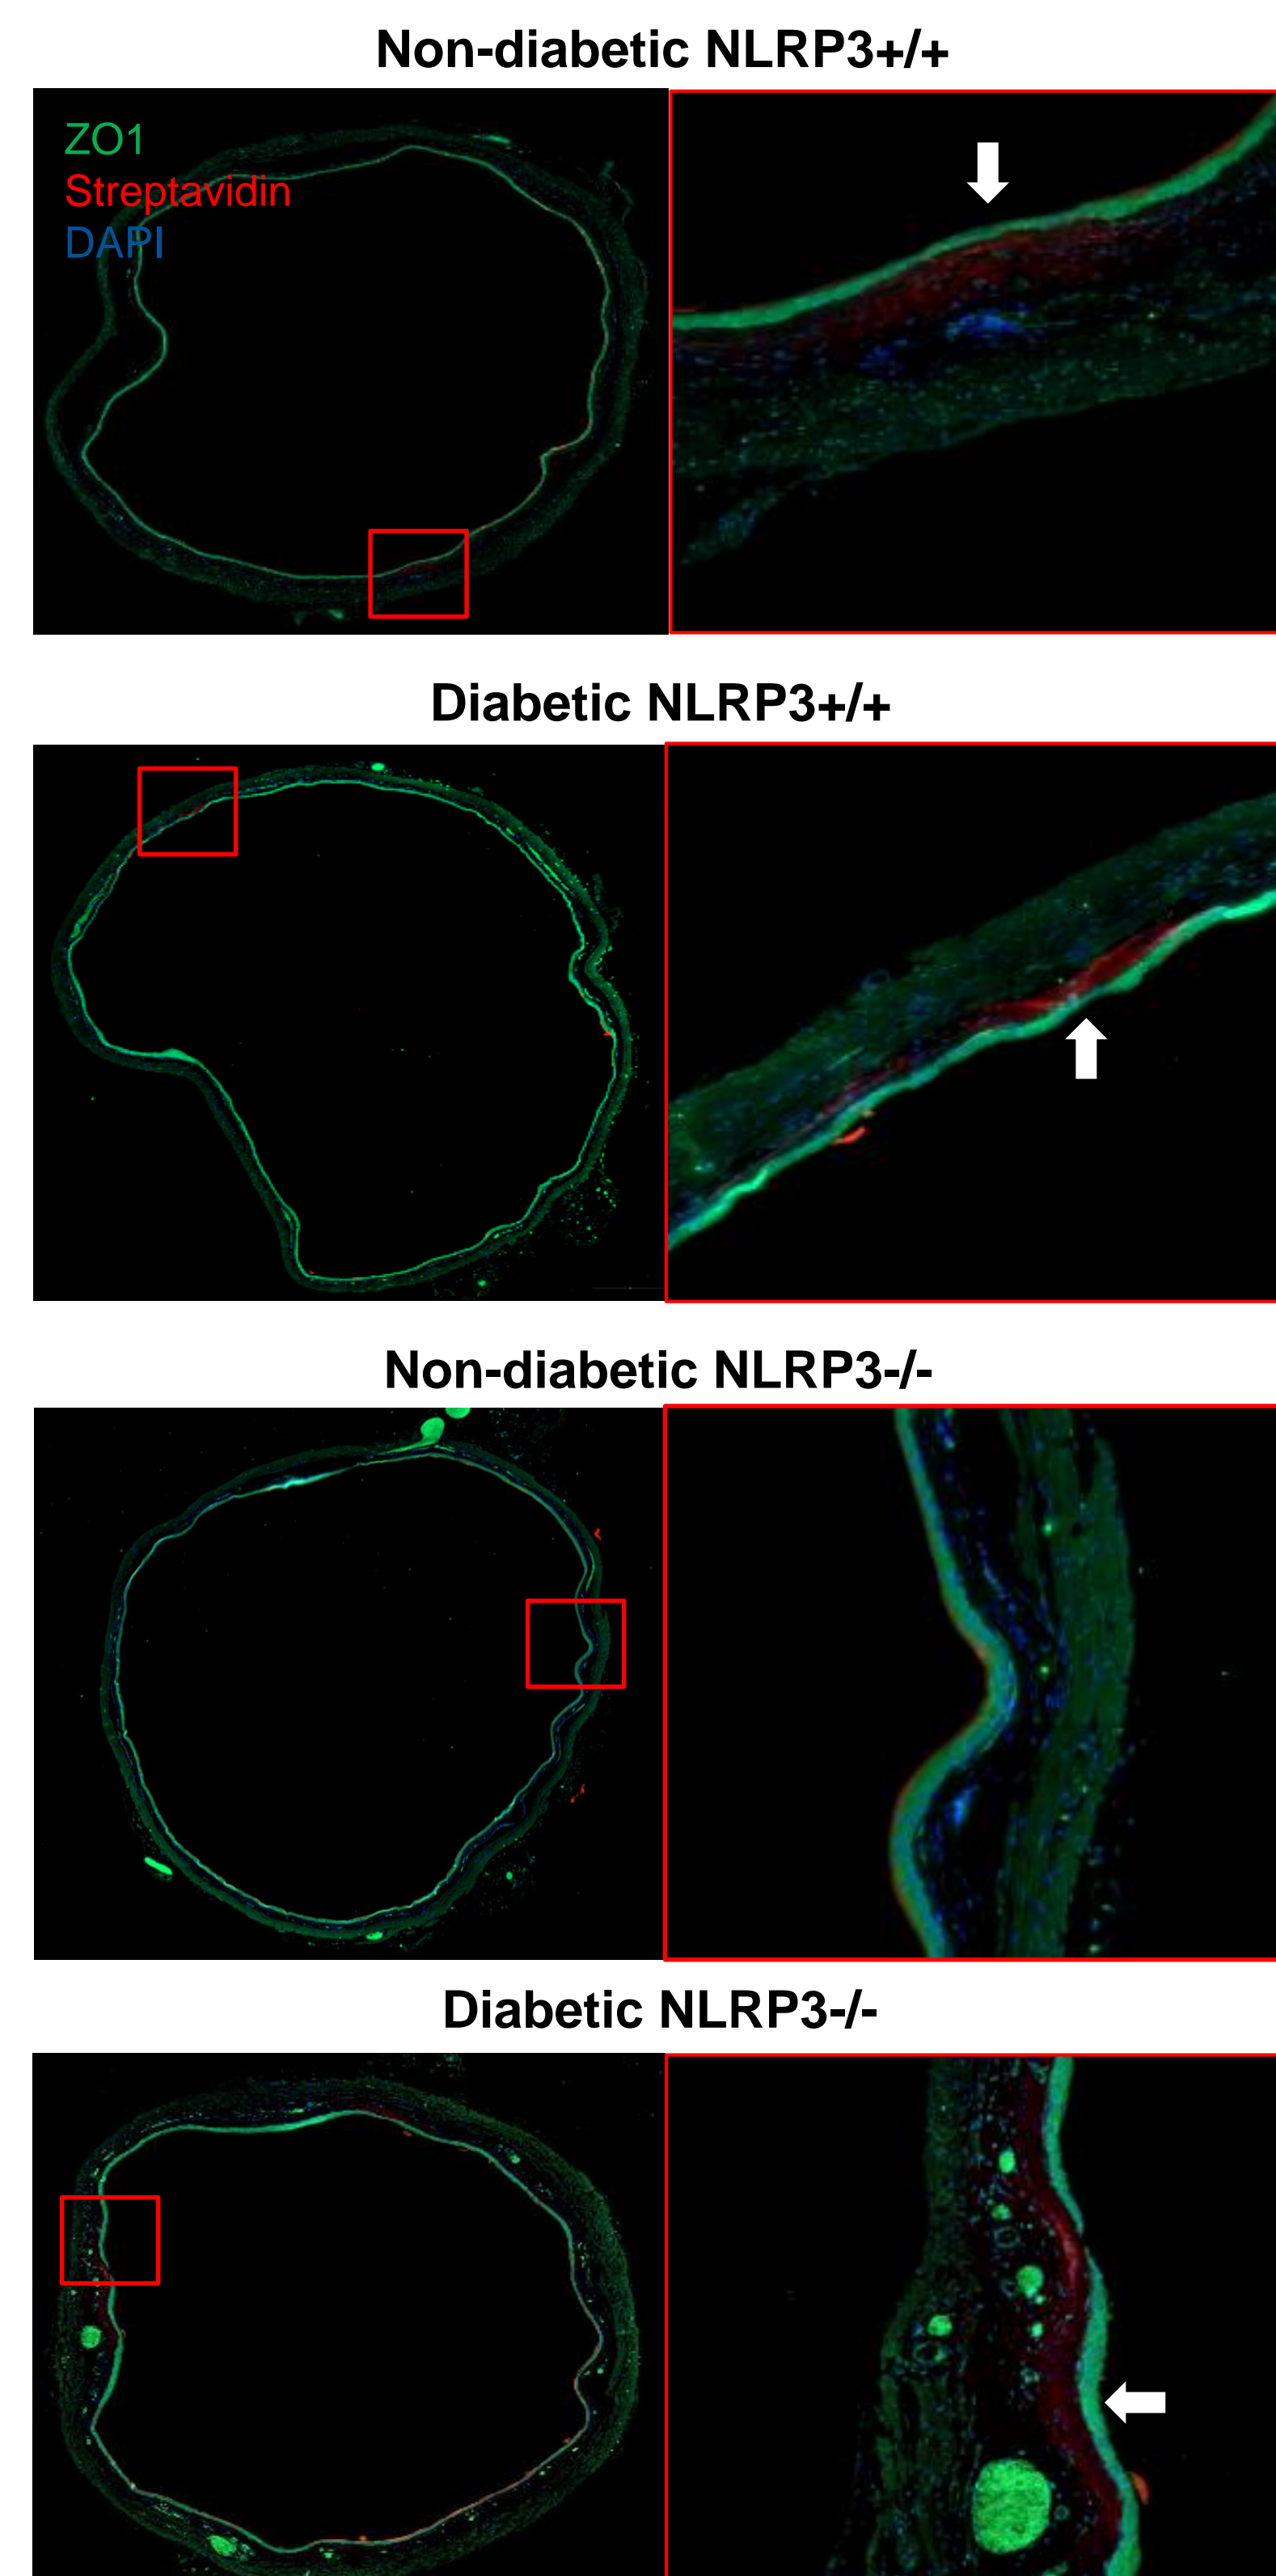 Non-diabetic NLRP3+/+
ZO1
Streptavidin
DAPI
Diabetic NLRP3+/+
Non-diabetic NLRP3-/-
Diabetic NLRP3-/-